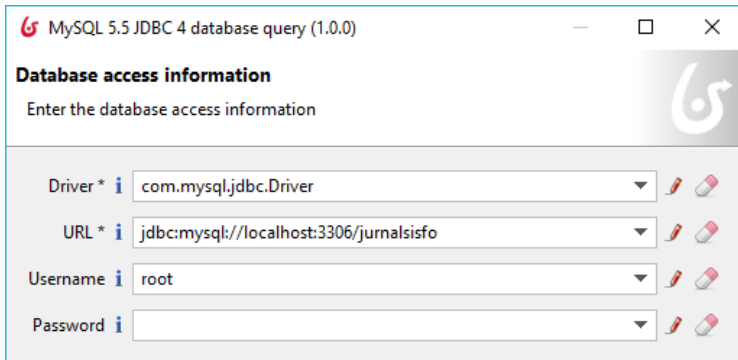 MySQL 5.5 JDBC 4 database query (1.0.0)
Database access information
Enter the database access information
Driver * i com.mysql.jdbc.Driver
URL * i jdbc:mysql://localhost:3306/jurnalsisfo
Username i root
Password i